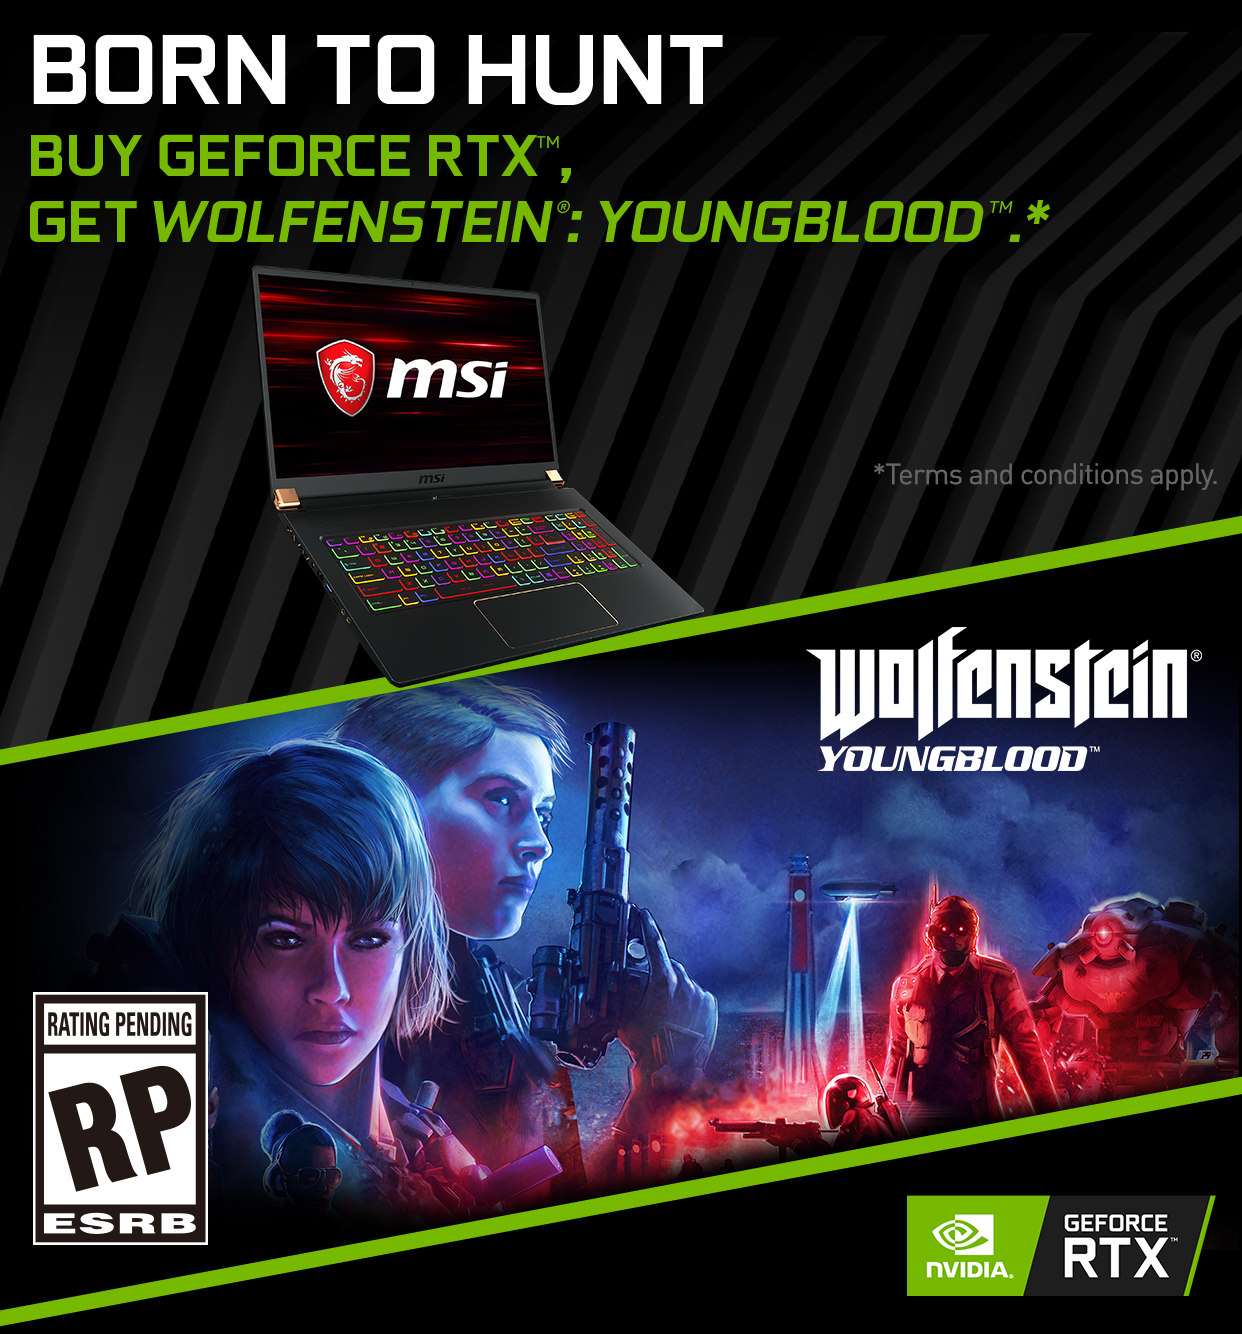 BORN TO HUNT
BUY GEFORCE RTX™,
GET WOLFENSTEIN®: YOUNGBLOOD™.*
msi
msi
*Terms and conditions apply.
Wolfenstein®
YOUNGBLOOD™
RATING PENDING
RP
ESRB
NVIDIA.
GEFORCE
RTX™